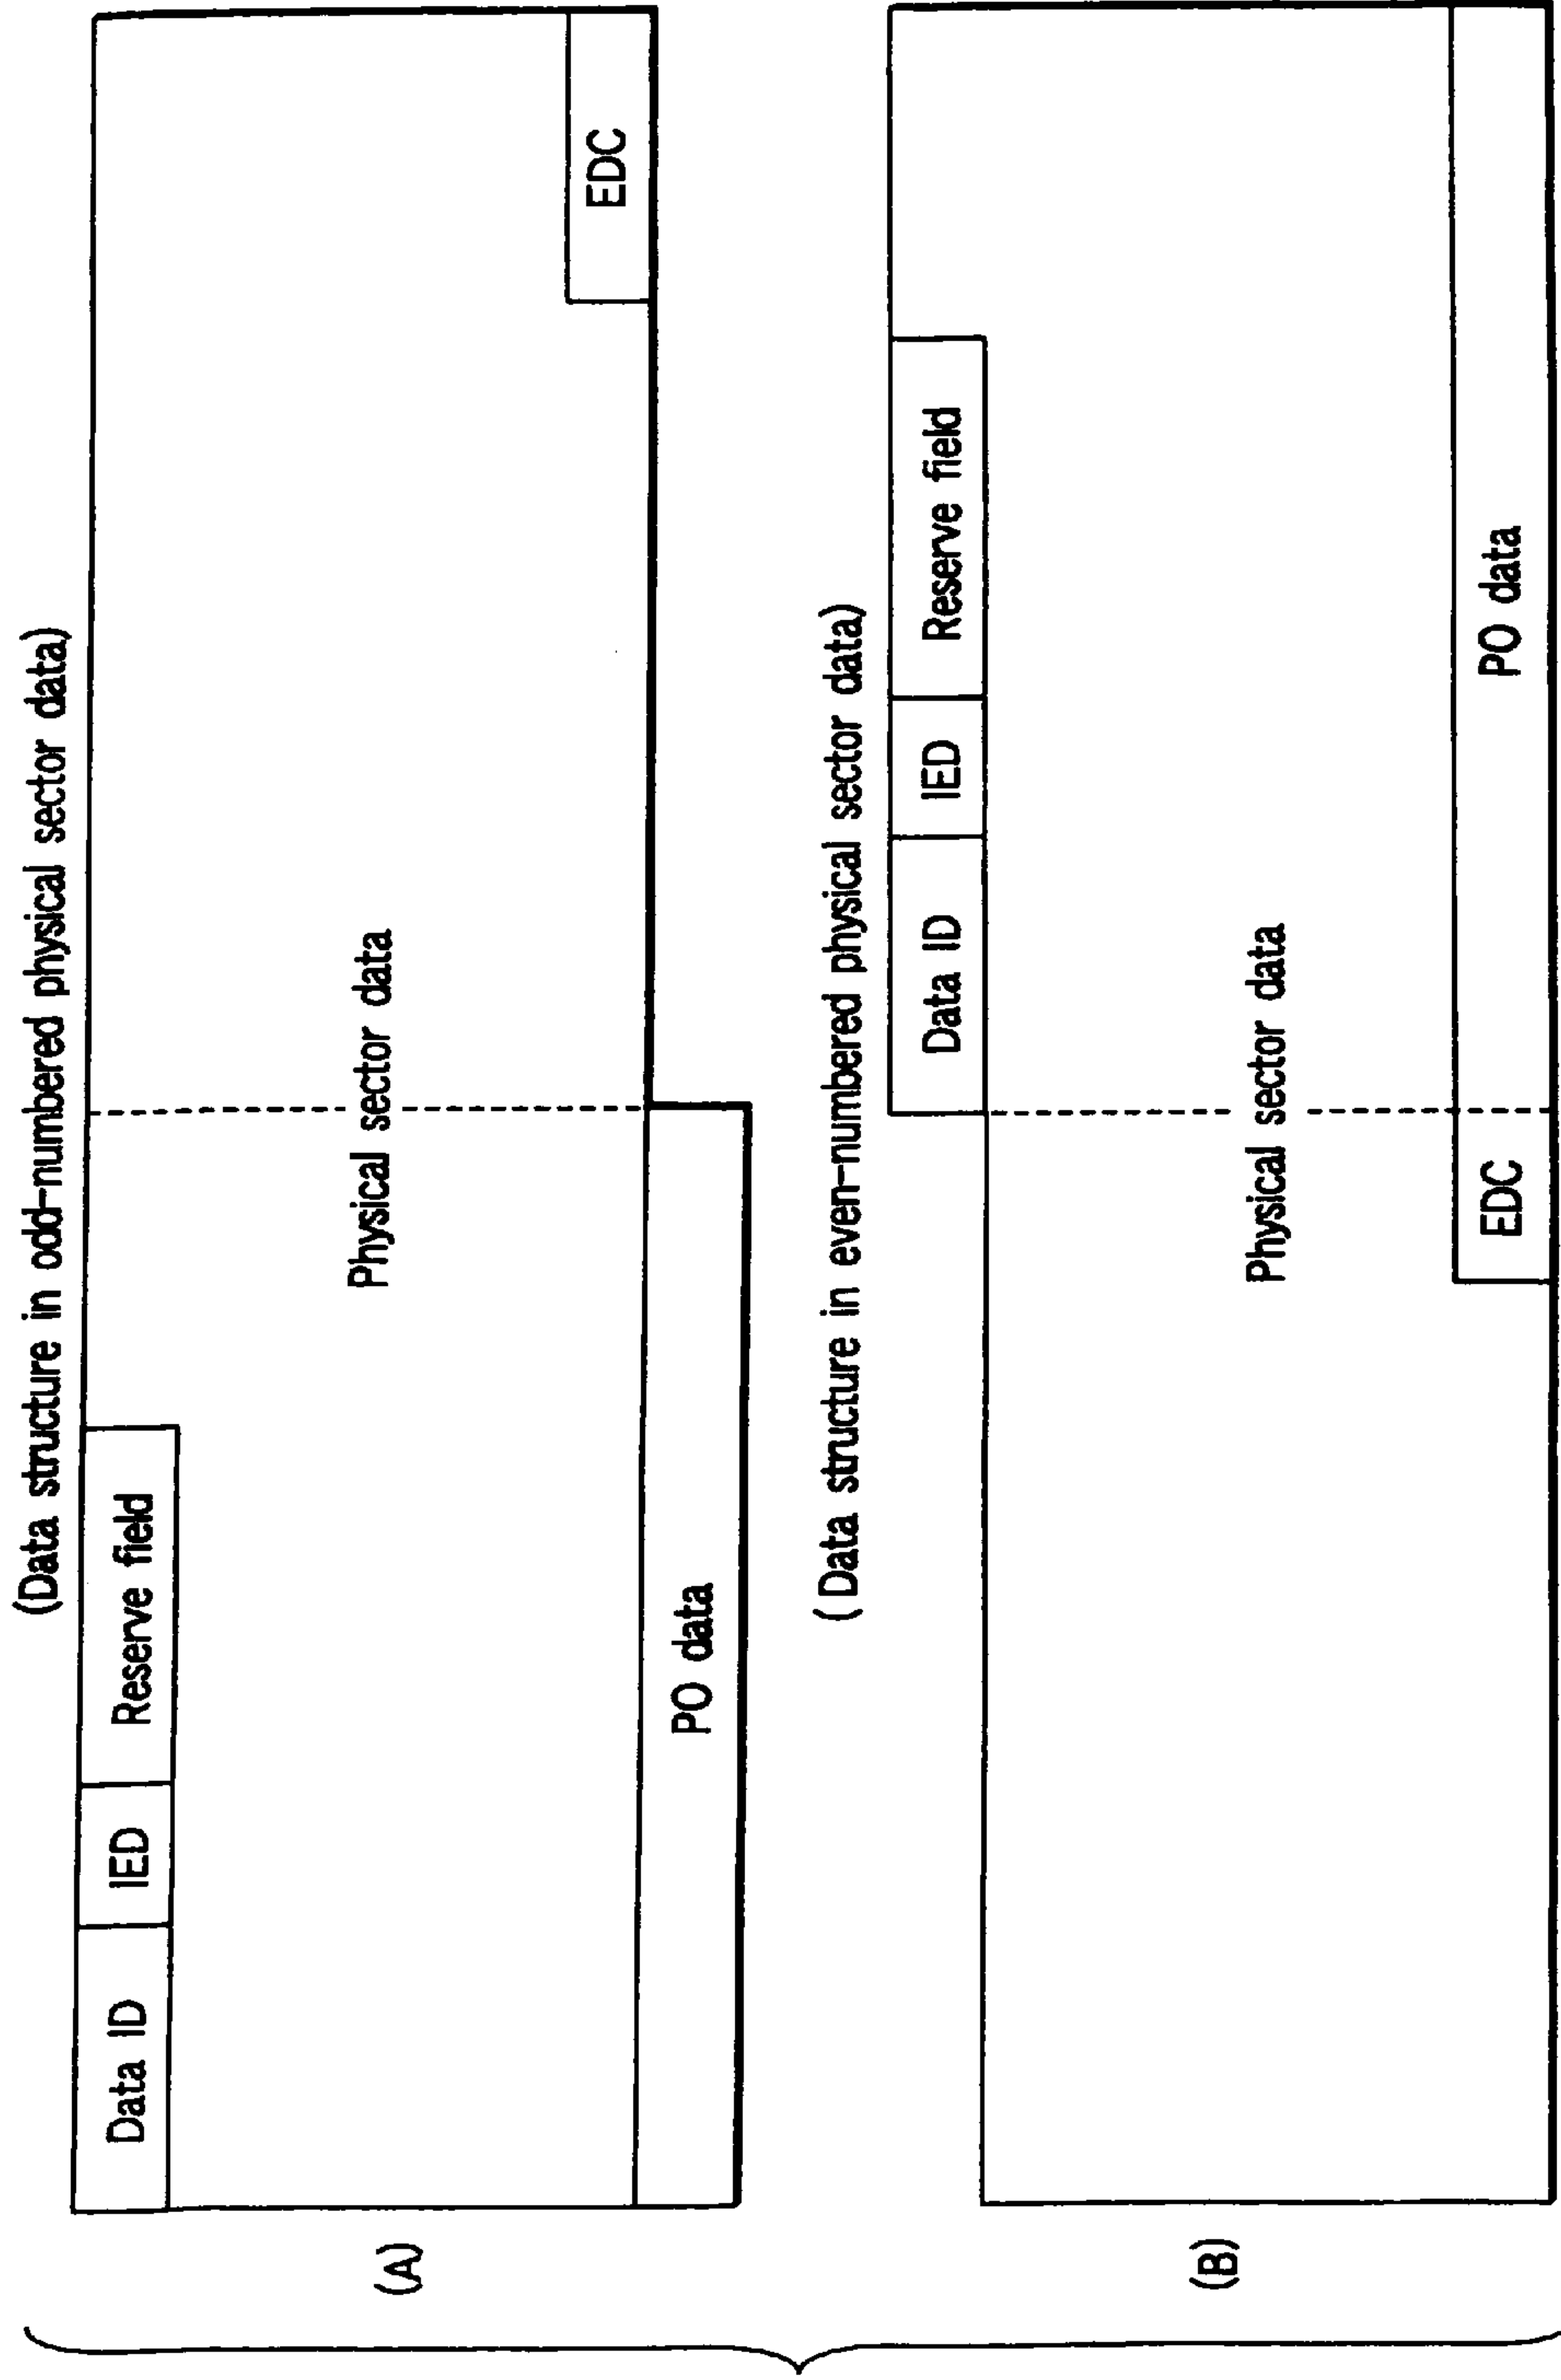 (Data structure in odd-numbered physical sector data)
Data ID IED Reserve field
(A)
Physical sector data
EDC
PO data
(Data structure in even-numbered physical sector data)
Data ID IED Reserve field
(B)
Physical sector data
EDC PO data